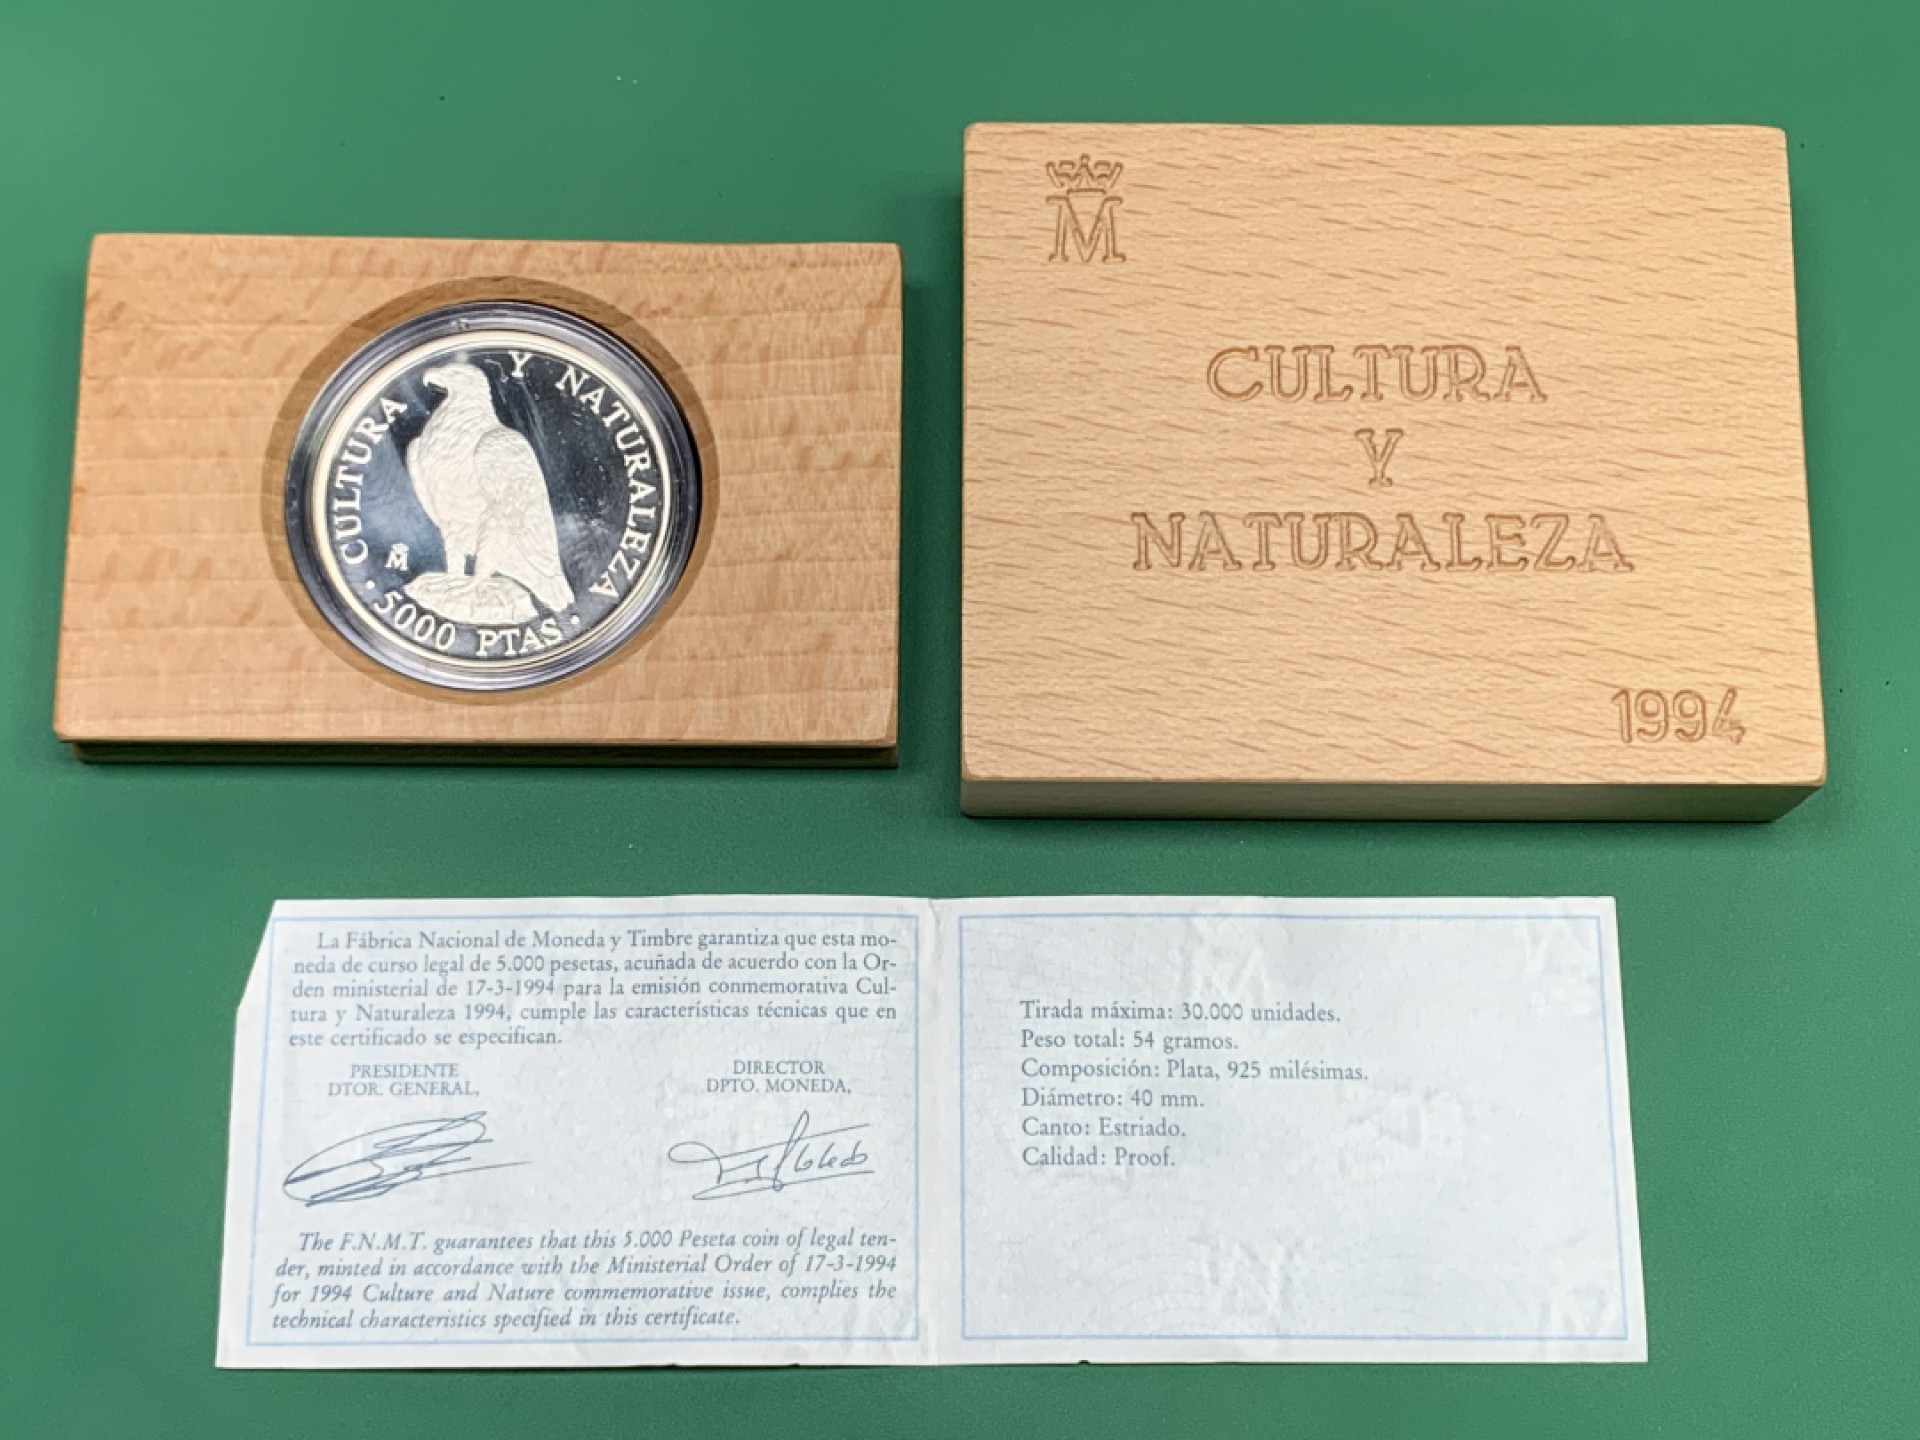 CULTURA Y NATURALEZA
M
· 5000 PTAS ·
M
CULTURA
Y
NATURALEZA
1994
La Fábrica Nacional de Moneda y Timbre garantiza que esta mo-
neda de curso legal de 5.000 pesetas, acuñada de acuerdo con la Or-
den ministerial de 17-3-1994 para la emisión conmemorativa Cul-
tura y Naturaleza 1994, cumple las características técnicas que en
este certificado se especifican.
PRESIDENTE
DTOR. GENERAL,
DIRECTOR
DPTO. MONEDA,
The F.N.M.T. guarantees that this 5.000 Peseta coin of legal ten-
der, minted in accordance with the Ministerial Order of 17-3-1994
for 1994 Culture and Nature commemorative issue, complies the
technical characteristics specified in this certificate.
Tirada máxima: 30.000 unidades.
Peso total: 54 gramos.
Composición: Plata, 925 milésimas.
Diámetro: 40 mm.
Canto: Estriado.
Calidad: Proof.